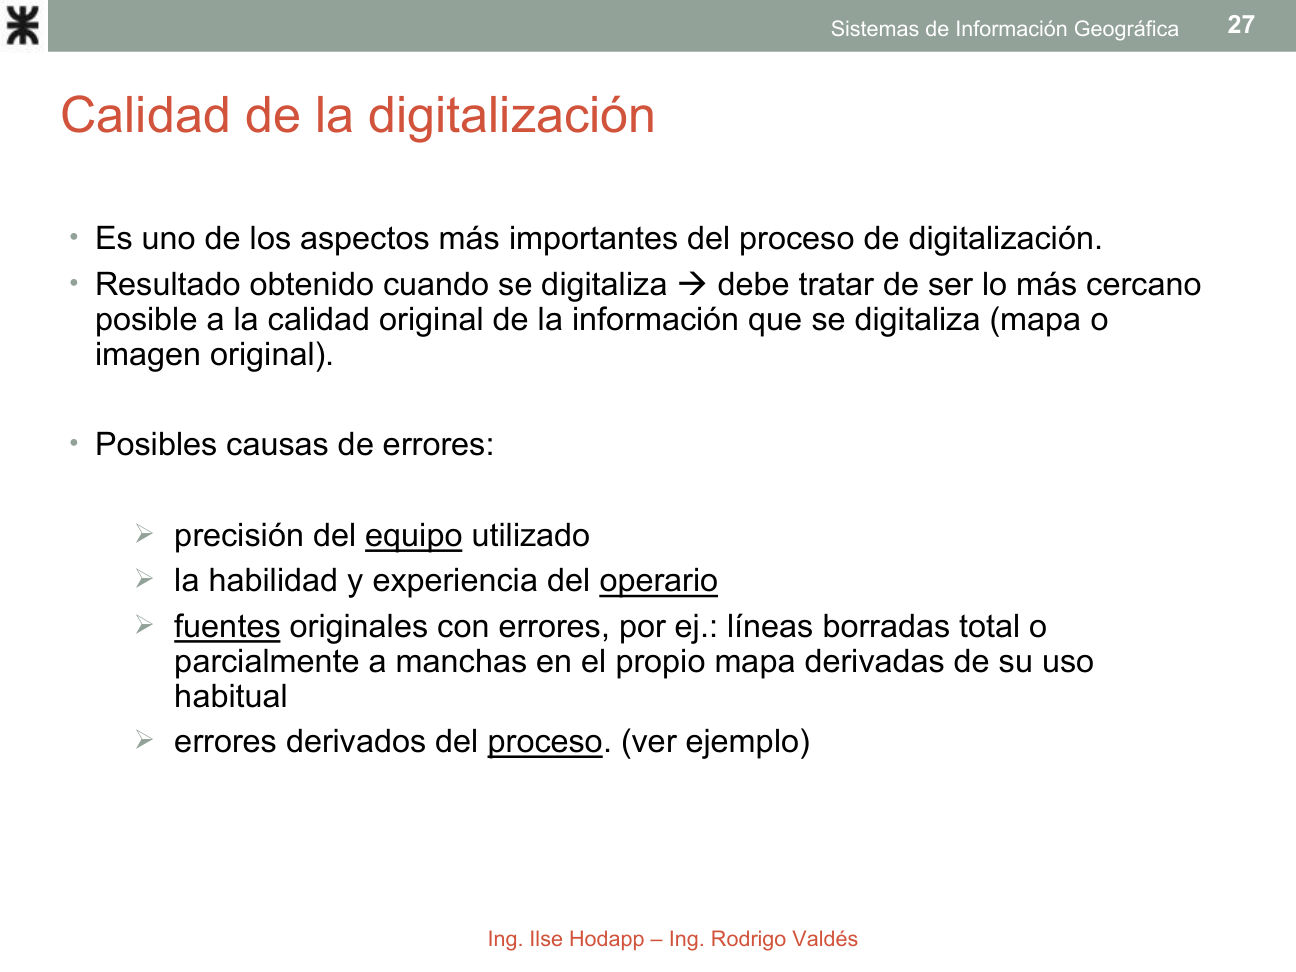 Sistemas de Información Geográfica 27
Calidad de la digitalización
• Es uno de los aspectos más importantes del proceso de digitalización.
• Resultado obtenido cuando se digitaliza → debe tratar de ser lo más cercano
posible a la calidad original de la información que se digitaliza (mapa o
imagen original).
• Posibles causas de errores:
➢ precisión del equipo utilizado
➢ la habilidad y experiencia del operario
➢ fuentes originales con errores, por ej.: líneas borradas total o
parcialmente a manchas en el propio mapa derivadas de su uso
habitual
➢ errores derivados del proceso. (ver ejemplo)
Ing. Ilse Hodapp – Ing. Rodrigo Valdés